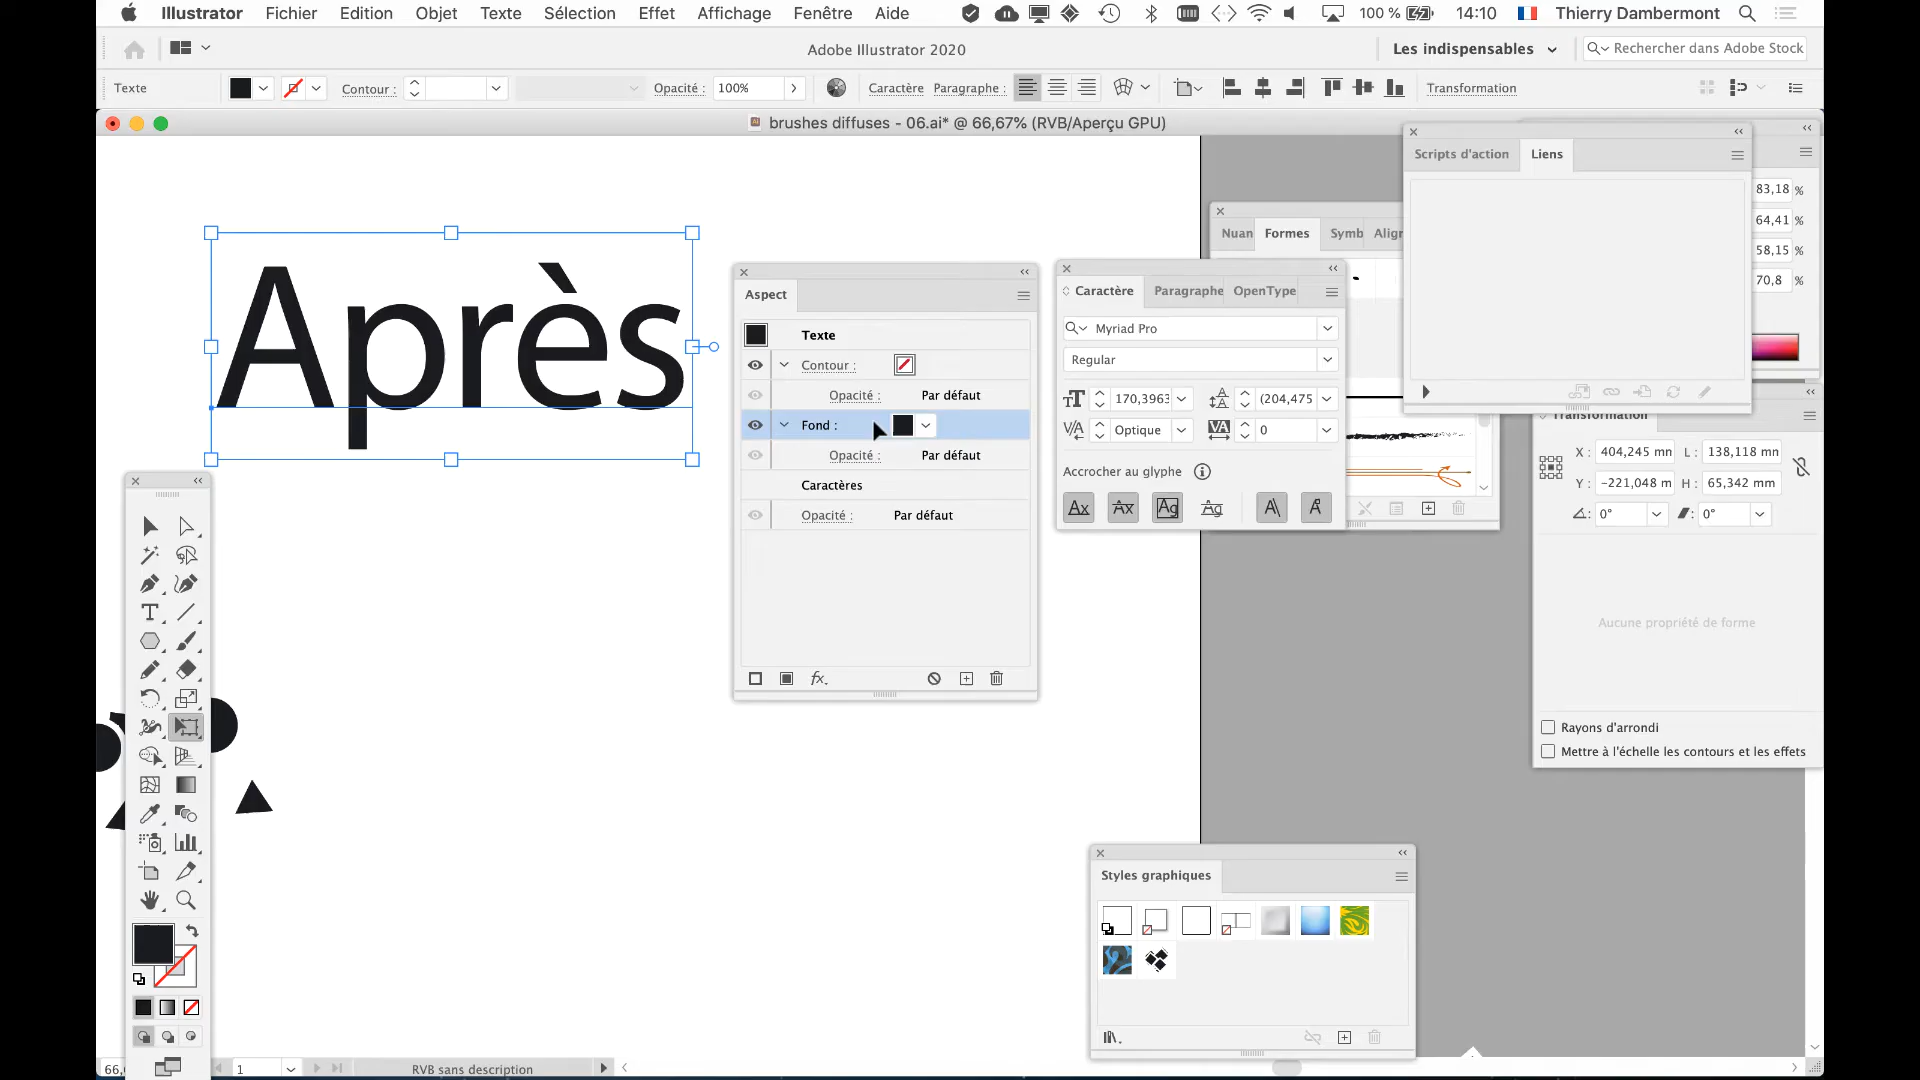 Illustrator Fichier Edition Objet Texte Sélection Effet Affichage Fenêtre Aide 100 % 14:10 Thierry Dambermont
Adobe Illustrator 2020 Les indispensables Rechercher dans Adobe Stock
Texte Contour : Opacité : 100% Caractère Paragraphe : Transformation
brushes diffuses - 06.ai* @ 66,67% (RVB/Aperçu GPU)
Après
Aspect
Texte
Contour :
Opacité : Par défaut
Fond :
Opacité : Par défaut
Caractères
Opacité : Par défaut
fx.
Caractère Paragraphe OpenType
Myriad Pro
Regular
170,3963 (204,475
Optique 0
Accrocher au glyphe
Nuan Formes Symb Align
Scripts d'action Liens
83,18 %
64,41 %
58,15 %
70,8 %
Transformation
X : 404,245 mn L : 138,118 mn
Y : -221,048 m H : 65,342 mm
0° 0°
Aucune propriété de forme
Rayons d'arrondi
Mettre à l'échelle les contours et les effets
Styles graphiques
66, 1 RVB sans description